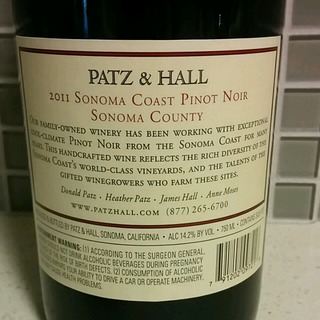 PATZ & HALL
2011 SONOMA COAST PINOT NOIR
SONOMA COUNTY
OUR FAMILY-OWNED WINERY HAS BEEN WORKING WITH EXCEPTIONAL
COOL-CLIMATE PINOT NOIR FROM THE SONOMA COAST FOR MANY
YEARS. THIS HANDCRAFTED WINE REFLECTS THE RICH DIVERSITY OF THE
SONOMA COAST'S WORLD-CLASS VINEYARDS, AND THE TALENTS OF THE
GIFTED WINEGROWERS WHO FARM THESE SITES.
Donald Patz · Heather Patz · James Hall · Anne Moses
WWW.PATZHALL.COM (877) 265-6700
& BOTTLED BY PATZ & HALL, SONOMA, CALIFORNIA • ALC 14.2% BY VOL • 750 ML •
GOVERNMENT WARNING: (1) ACCORDING TO THE SURGEON GENERAL,
NOT DRINK ALCOHOLIC BEVERAGES DURING PREGNANCY
RISK OF BIRTH DEFECTS. (2) CONSUMPTION OF ALCOHOLIC
YOUR ABILITY TO DRIVE A CAR OR OPERATE MACHINERY,
HEALTH PROBLEMS.